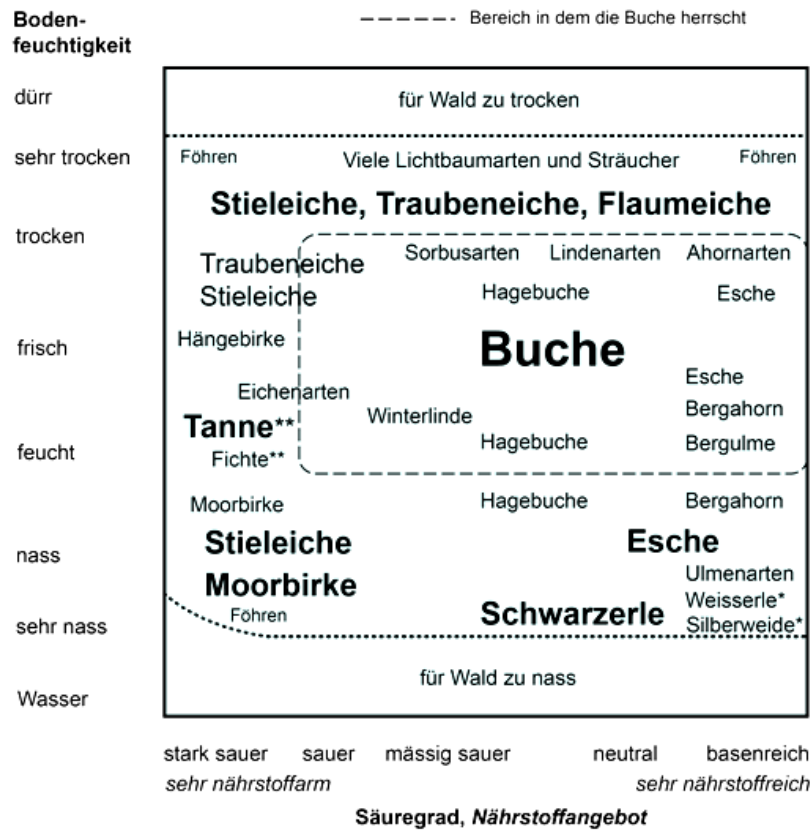 Boden-
feuchtigkeit
Bereich in dem die Buche herrscht
dürr
für Wald zu trocken
sehr trocken
Föhren
Viele Lichtbaumarten und Sträucher
Föhren
Stieleiche, Traubeneiche, Flaumeiche
trocken
Traubeneiche
Sorbusarten
Lindenarten
Ahornarten
Stieleiche
Hagebuche
Esche
frisch
Hängebirke
Buche
Eichenarten
Esche
Tanne**
Winterlinde
Bergahorn
feucht
Fichte**
Hagebuche
Bergulme
Moorbirke
Hagebuche
Bergahorn
nass
Stieleiche
Esche
Moorbirke
Ulmenarten
Weisserle*
sehr nass
Föhren
Schwarzerle
Silberweide*
für Wald zu nass
Wasser
stark sauer
sauer
mässig sauer
neutral
basenreich
sehr nährstoffarm
sehr nährstoffreich
Säuregrad, Nährstoffangebot